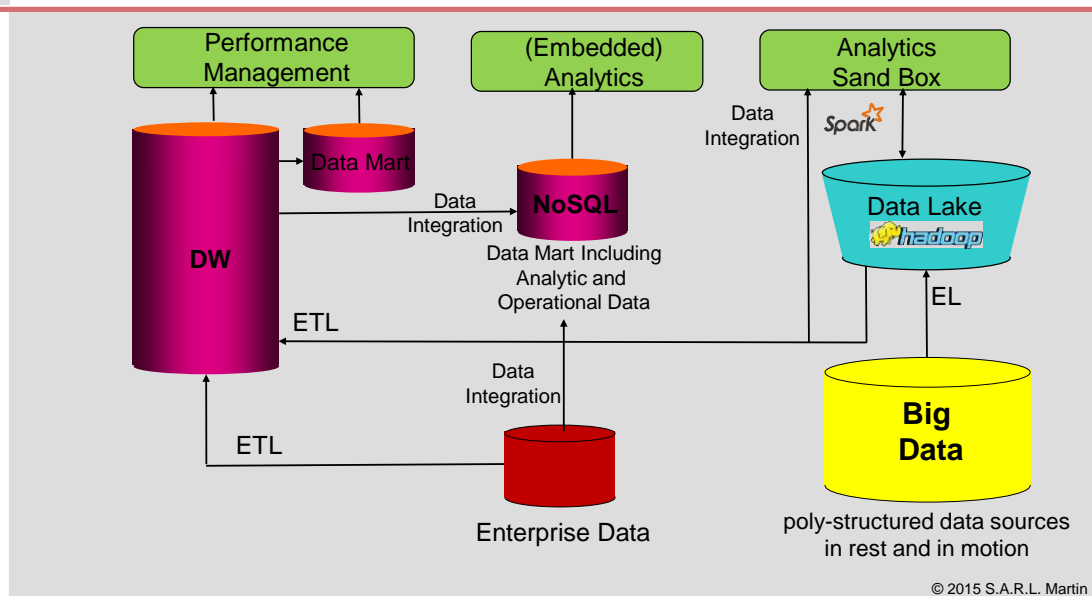 Performance
Management
(Embedded)
Analytics
Analytics
Sand Box
Data
Integration
Spark
Data Mart
Data
Integration
NoSQL
Data Lake
hadoop
DW
Data Mart Including
Analytic and
Operational Data
EL
ETL
Data
Integration
Big
Data
ETL
Enterprise Data
poly-structured data sources
in rest and in motion
© 2015 S.A.R.L. Martin